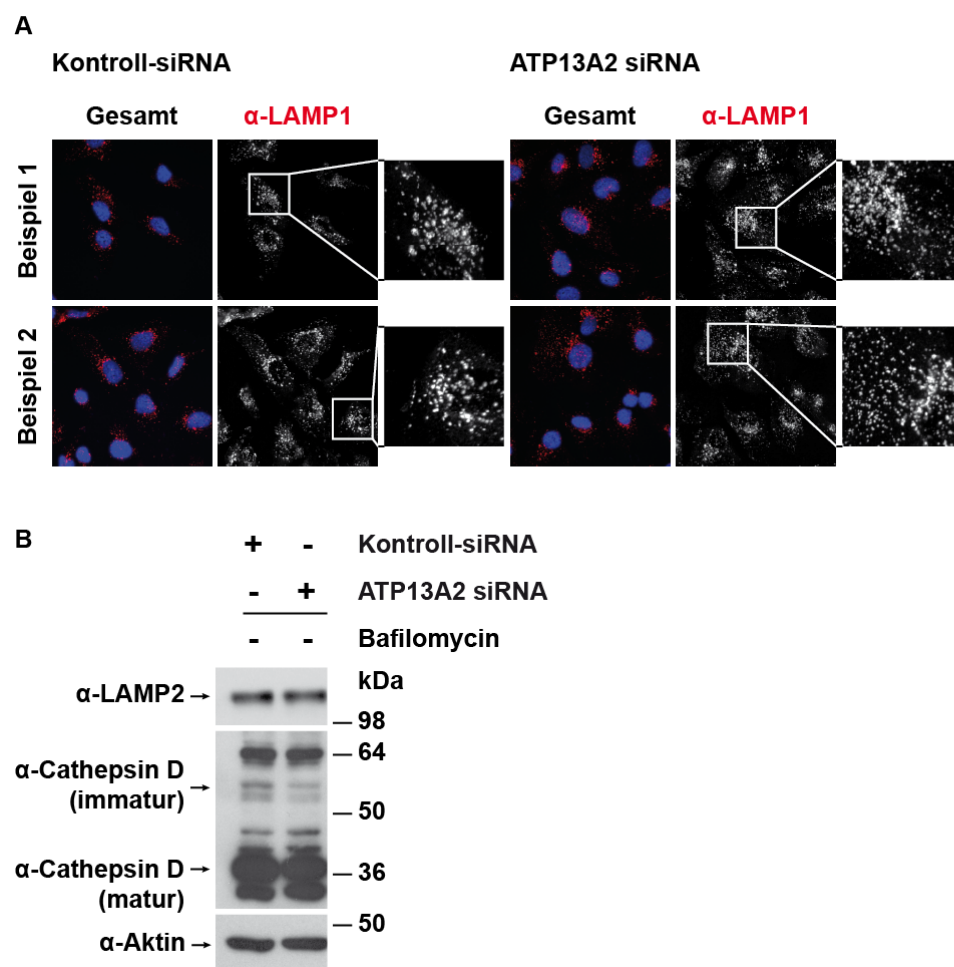 A
Kontroll-siRNA ATP13A2 siRNA
Gesamt α-LAMP1 Gesamt α-LAMP1
Beispiel 1
Beispiel 2
B
+ - Kontroll-siRNA
- + ATP13A2 siRNA
- - Bafilomycin
kDa
α-LAMP2
98
64
α-Cathepsin D
(immatur)
50
α-Cathepsin D
(matur)
36
50
α-Aktin